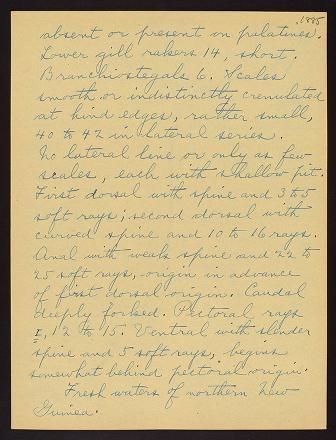 1885
absent or present on palatines.
Lower gill rakers 14, short.
Branchiostegals 6. Scales
smooth or indistinctly crenulated
at hind edges, rather small,
40 to 42 in lateral series.
No lateral line or only as few
scales, each with shallow pit.
First dorsal with spine and 3 to 5
soft rays; second dorsal with
curved spine and 10 to 16 rays.
Anal with weak spine and 22 to
25 soft rays, origin in advance
of first dorsal origin. Caudal
deeply forked. Pectoral rays
I, 12 to 15. Ventral with slender
spine and 5 soft rays, begins
somewhat behind pectoral origin.
Fresh waters of northern New
Guinea.